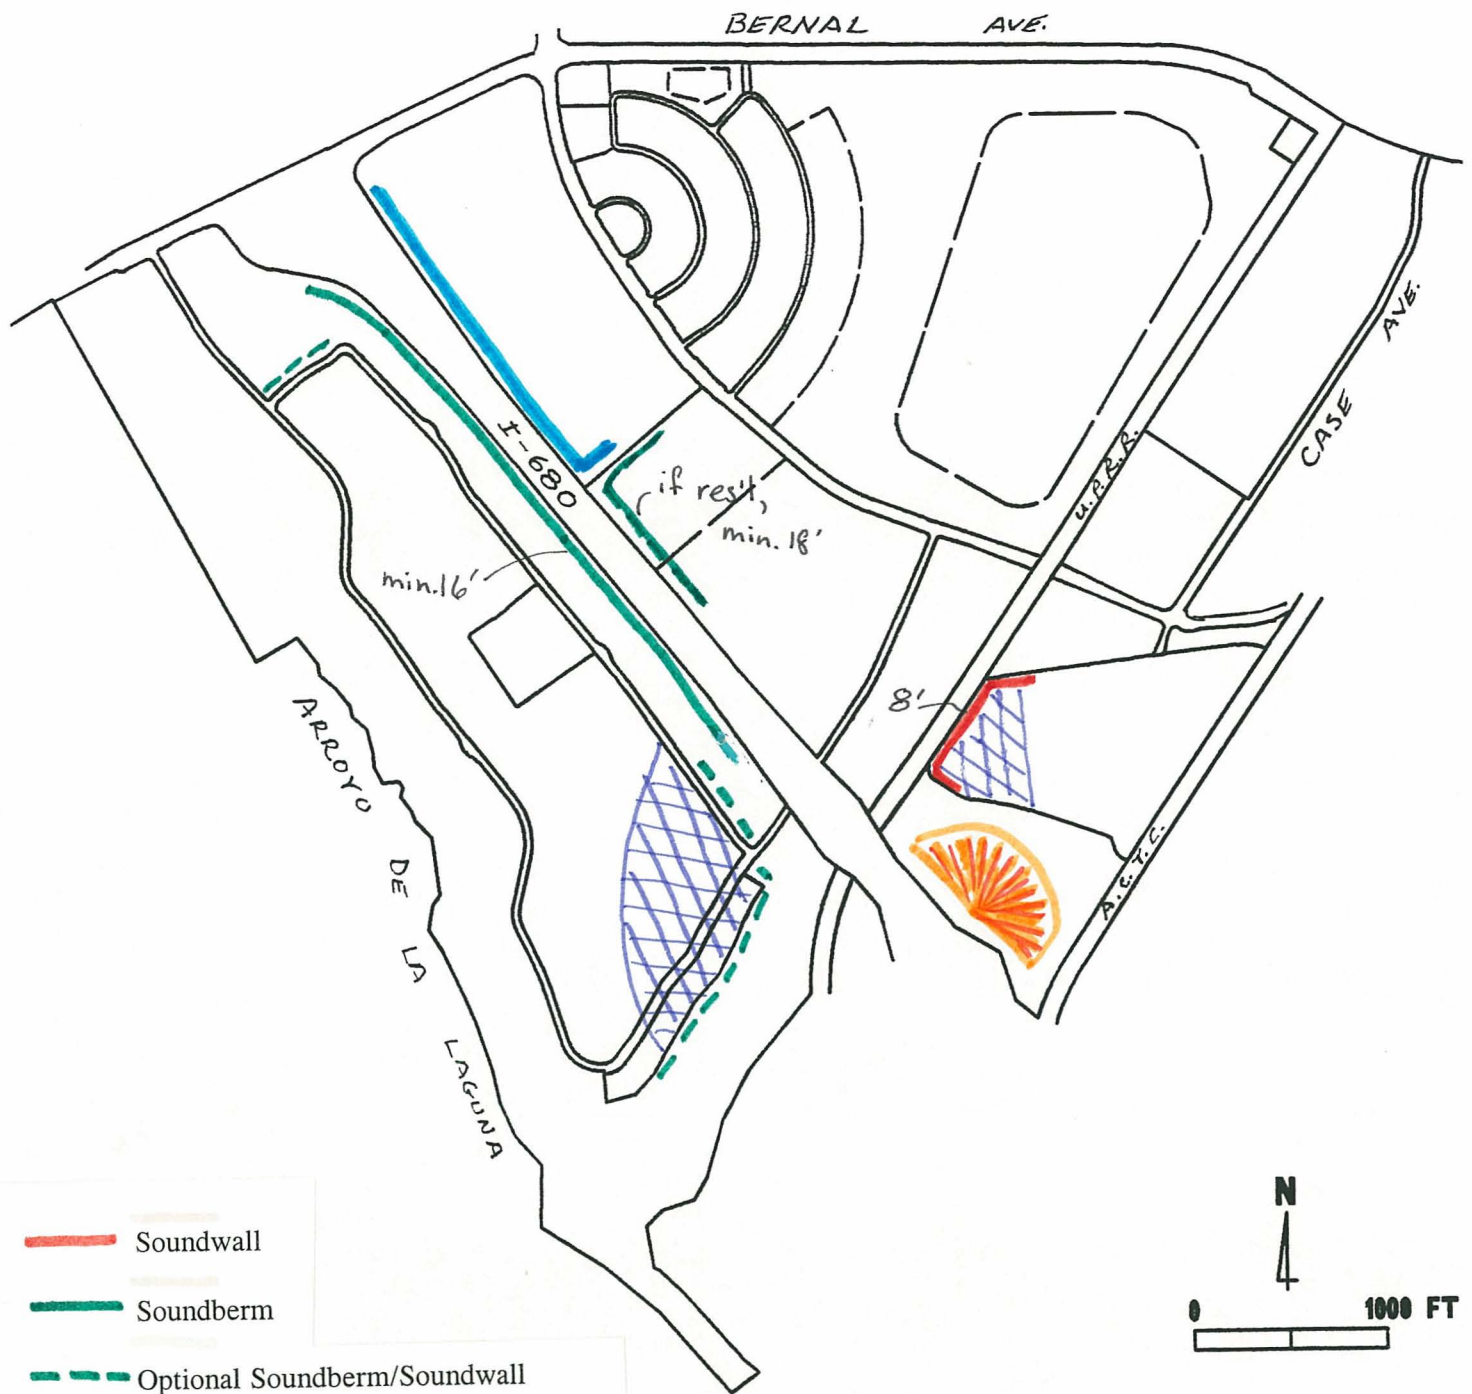 BERNAL AVE.
I-680
if res'l,
min. 18'
min. 16'
U.P.R.R.
CASE AVE.
8'
ARROYO DE LA LAGUNA
A.C.T.C.
N
0 1000 FT
Soundwall
Soundberm
Optional Soundberm/Soundwall